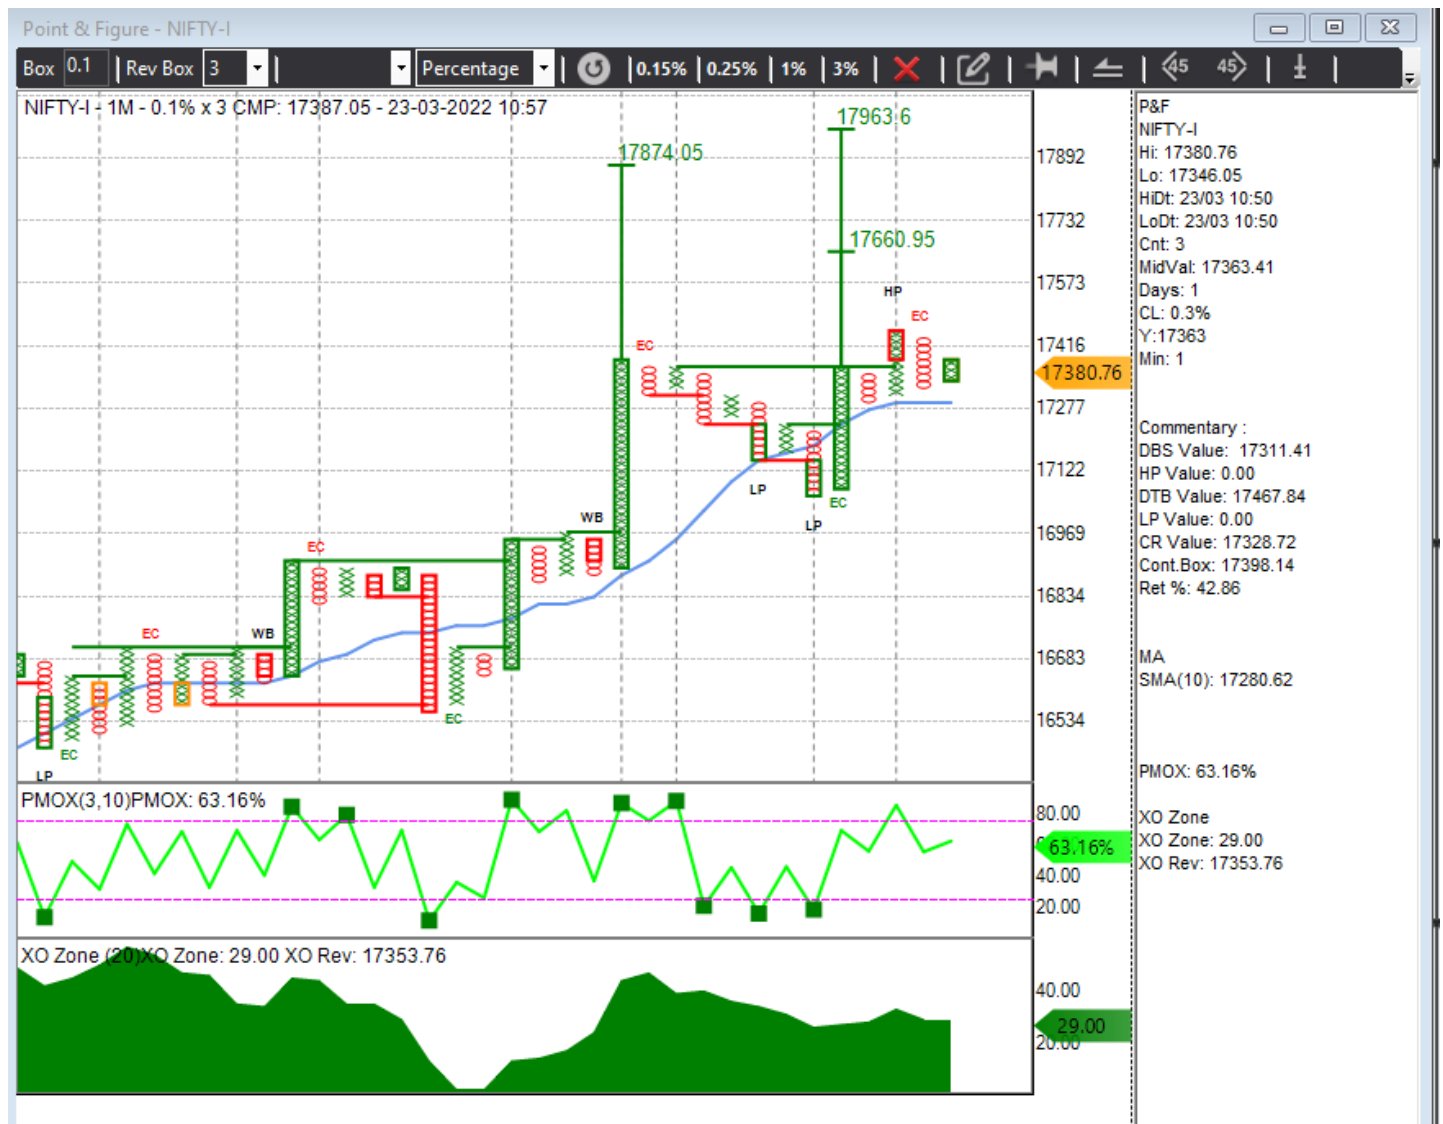 Point & Figure - NIFTY-I
Box 0.1 Rev Box 3 Percentage 0.15% 0.25% 1% 3% 45 45
NIFTY-I - 1M - 0.1% x 3 CMP: 17387.05 - 23-03-2022 10:57
17963.6
17874.05
17892
17732
17660.95
17573
HP
EC
EC
17416
17380.76
17277
17122
LP
EC
LP
WB
16969
EC
16834
EC
WB
16683
EC
16534
EC
LP
PMOX(3,10)PMOX: 63.16%
80.00
63.16%
40.00
20.00
XO Zone (20)XO Zone: 29.00 XO Rev: 17353.76
40.00
29.00
20.00
P&F
NIFTY-I
Hi: 17380.76
Lo: 17346.05
HiDt: 23/03 10:50
LoDt: 23/03 10:50
Cnt: 3
MidVal: 17363.41
Days: 1
CL: 0.3%
Y:17363
Min: 1
Commentary :
DBS Value: 17311.41
HP Value: 0.00
DTB Value: 17467.84
LP Value: 0.00
CR Value: 17328.72
Cont.Box: 17398.14
Ret %: 42.86
MA
SMA(10): 17280.62
PMOX: 63.16%
XO Zone
XO Zone: 29.00
XO Rev: 17353.76